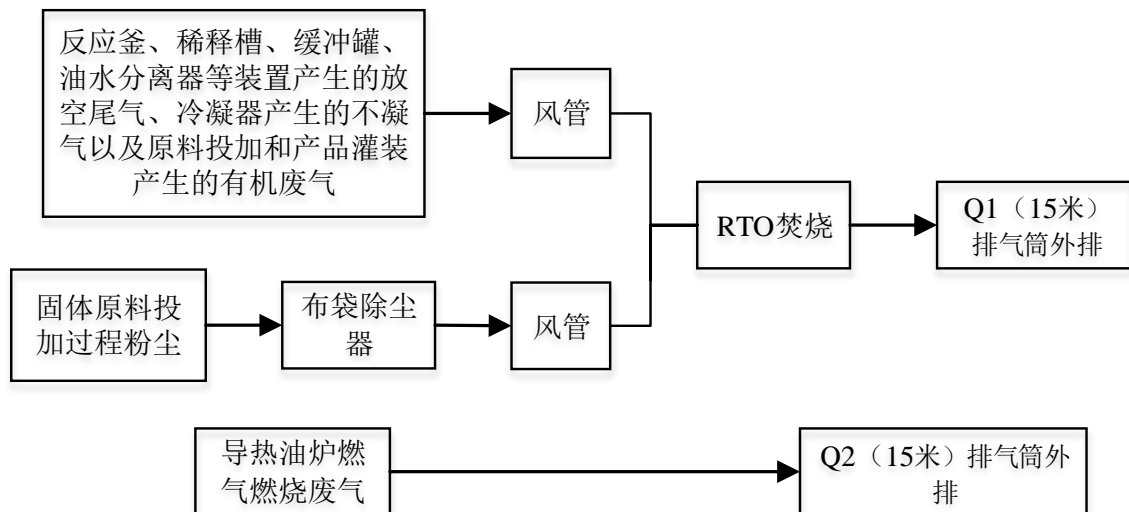 反应釜、稀释槽、缓冲罐、
油水分离器等装置产生的放
空尾气、冷凝器产生的不凝
气以及原料投加和产品灌装
产生的有机废气
风管
RTO焚烧
Q1（15米）
排气筒外排
固体原料投
加过程粉尘
布袋除尘
器
风管
导热油炉燃
气燃烧废气
Q2（15米）排气筒外
排